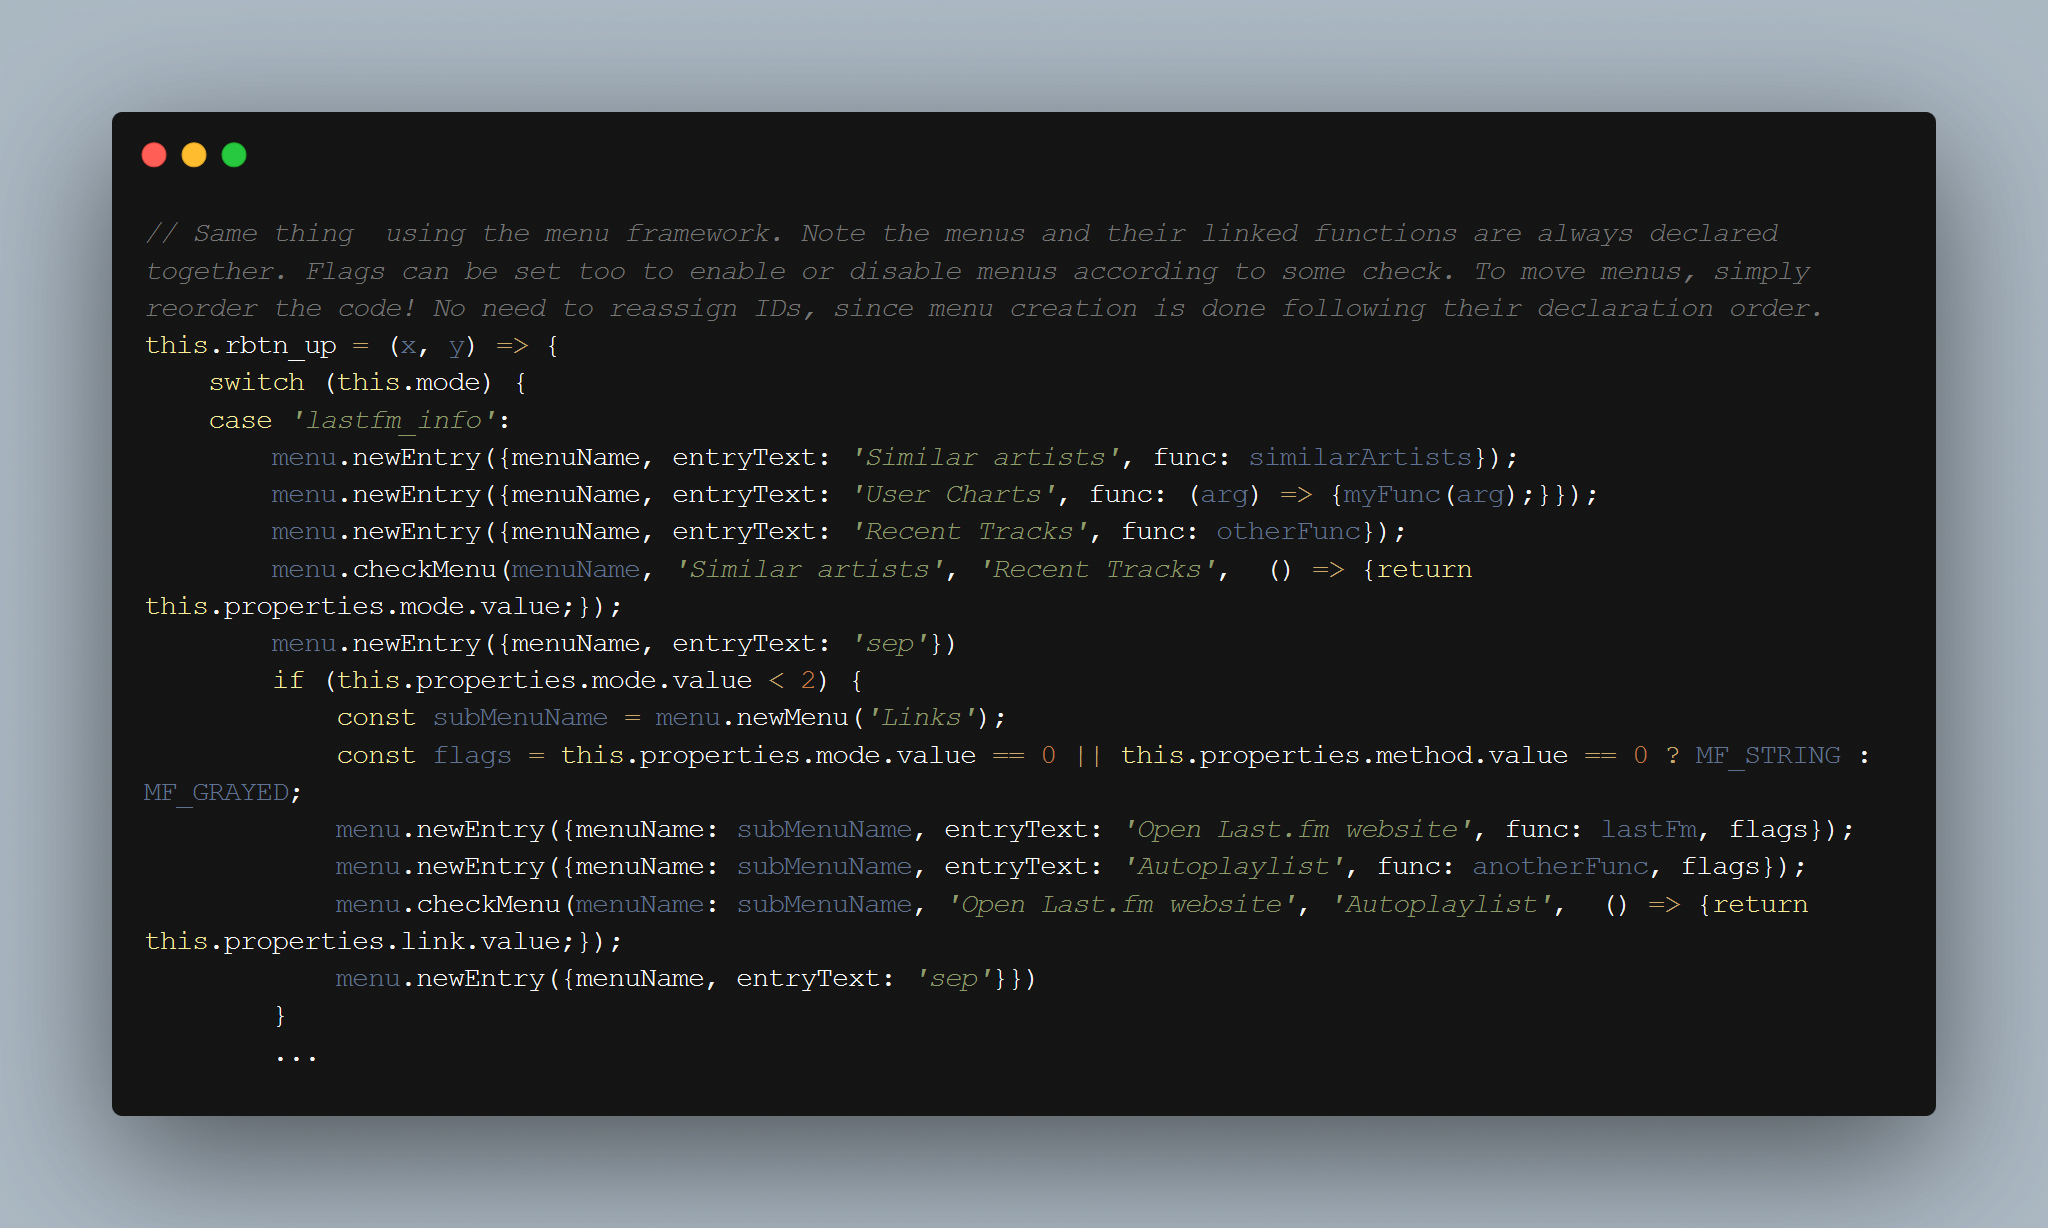 // Same thing  using the menu framework. Note the menus and their linked functions are always declared
together. Flags can be set too to enable or disable menus according to some check. To move menus, simply
reorder the code! No need to reassign IDs, since menu creation is done following their declaration order.
this.rbtn_up = (x, y) => {
    switch (this.mode) {
    case 'lastfm_info':
        menu.newEntry({menuName, entryText: 'Similar artists', func: similarArtists});
        menu.newEntry({menuName, entryText: 'User Charts', func: (arg) => {myFunc(arg);}});
        menu.newEntry({menuName, entryText: 'Recent Tracks', func: otherFunc});
        menu.checkMenu(menuName, 'Similar artists', 'Recent Tracks',  () => {return
this.properties.mode.value;});
        menu.newEntry({menuName, entryText: 'sep'})
        if (this.properties.mode.value < 2) {
            const subMenuName = menu.newMenu('Links');
            const flags = this.properties.mode.value == 0 || this.properties.method.value == 0 ? MF_STRING :
MF_GRAYED;
            menu.newEntry({menuName: subMenuName, entryText: 'Open Last.fm website', func: lastFm, flags});
            menu.newEntry({menuName: subMenuName, entryText: 'Autoplaylist', func: anotherFunc, flags});
            menu.checkMenu(menuName: subMenuName, 'Open Last.fm website', 'Autoplaylist',  () => {return
this.properties.link.value;});
            menu.newEntry({menuName, entryText: 'sep'}})
        }
        ...